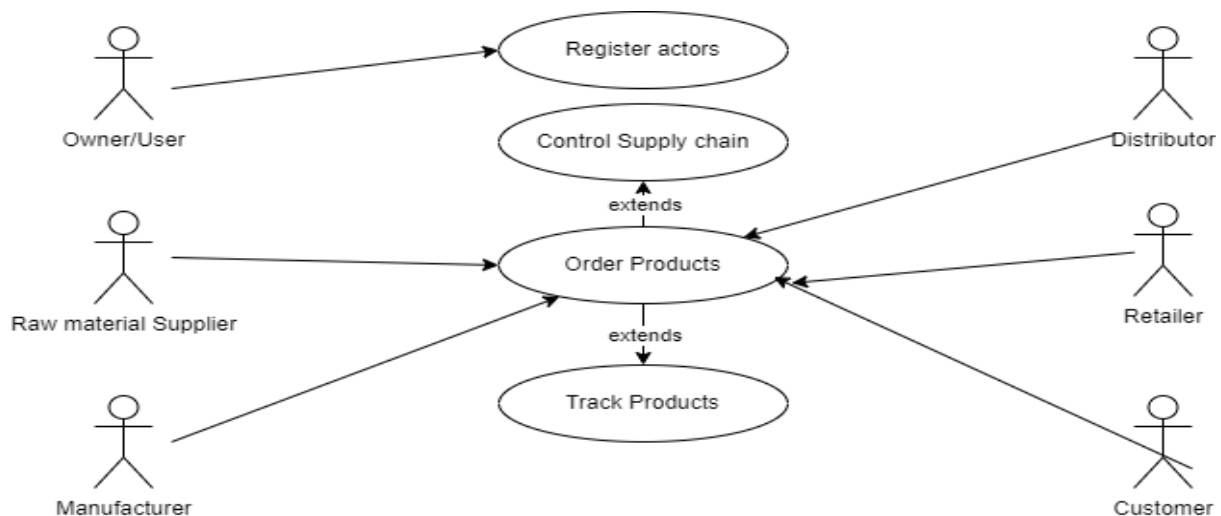 Register actors
Owner/User
Control Supply chain
Distributor
extends
Order Products
Raw material Supplier
Retailer
extends
Track Products
Manufacturer
Customer